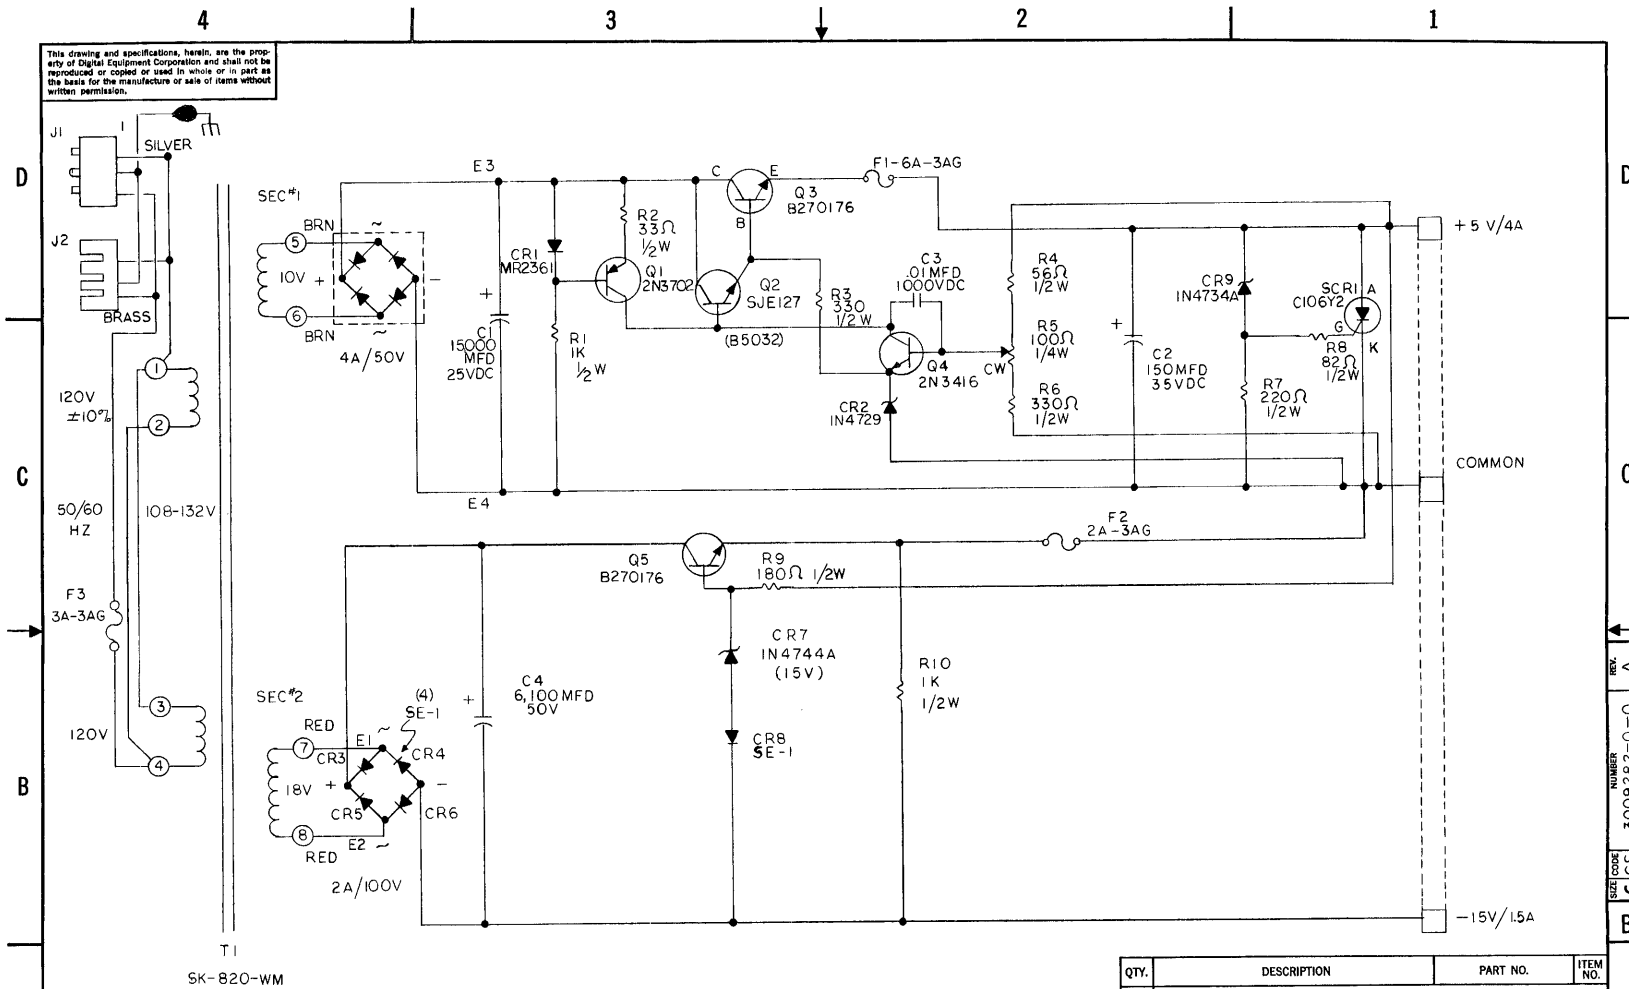 4 3 2 1
This drawing and specifications, herein, are the prop-
erty of Digital Equipment Corporation and shall not be
reproduced or copied or used in whole or in part as
the basis for the manufacture or sale of items without
written permission.
D
D
J1
1
SILVER
J2
BRASS
SEC#1
BRN
5
10V
6
BRN
+
~
-
~
4A/50V
E3
C1
15000
MFD
25VDC
+
CR1
MR2361
R1
1K
1/2W
R2
33Ω
1/2W
Q1
2N3702
C
E
B
Q3
B270176
Q2
SJE127
(B5032)
F1-6A-3AG
R3
330
1/2W
C3
.01MFD
1000VDC
Q4
2N3416
CR2
1N4729
R4
56Ω
1/2W
R5
100Ω
1/4W
CW
R6
330Ω
1/2W
+
C2
150MFD
35VDC
CR9
1N4734A
R7
220Ω
1/2W
SCR1
C106Y2
A
G
K
R8
82Ω
1/2W
+5V/4A
COMMON
E4
C
C
1
120V
±10%
2
50/60
HZ
108-132V
F3
3A-3AG
3
120V
4
Q5
B270176
R9
180Ω 1/2W
F2
2A-3AG
CR7
1N4744A
(15V)
CR8
SE-1
R10
1K
1/2W
C4
6,100MFD
50V
+
SEC#2
RED
7
18V
8
RED
(4)
SE-1
E1
~
CR3
CR4
+
-
CR5
CR6
E2
~
2A/100V
-15V/1.5A
B
B
T1
SK-820-WM
REV.
A
NUMBER
SIZE
CODE
CS
QTY. DESCRIPTION PART NO. ITEM
NO.